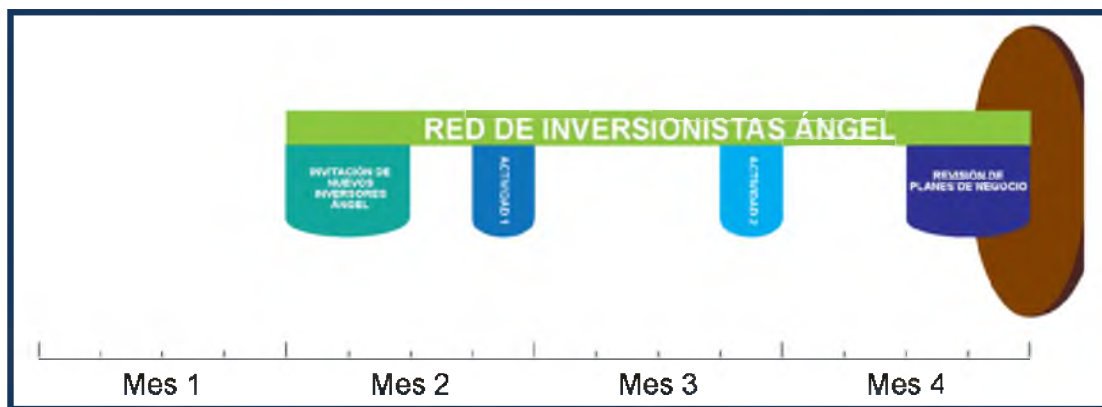 RED DE INVERSIONISTAS ÁNGEL
INVITACIÓN DE
NUEVOS
INVERSORES
ÁNGEL
ACTIVIDAD 1
ACTIVIDAD 2
REVISIÓN DE
PLANES DE NEGOCIO
Mes 1
Mes 2
Mes 3
Mes 4